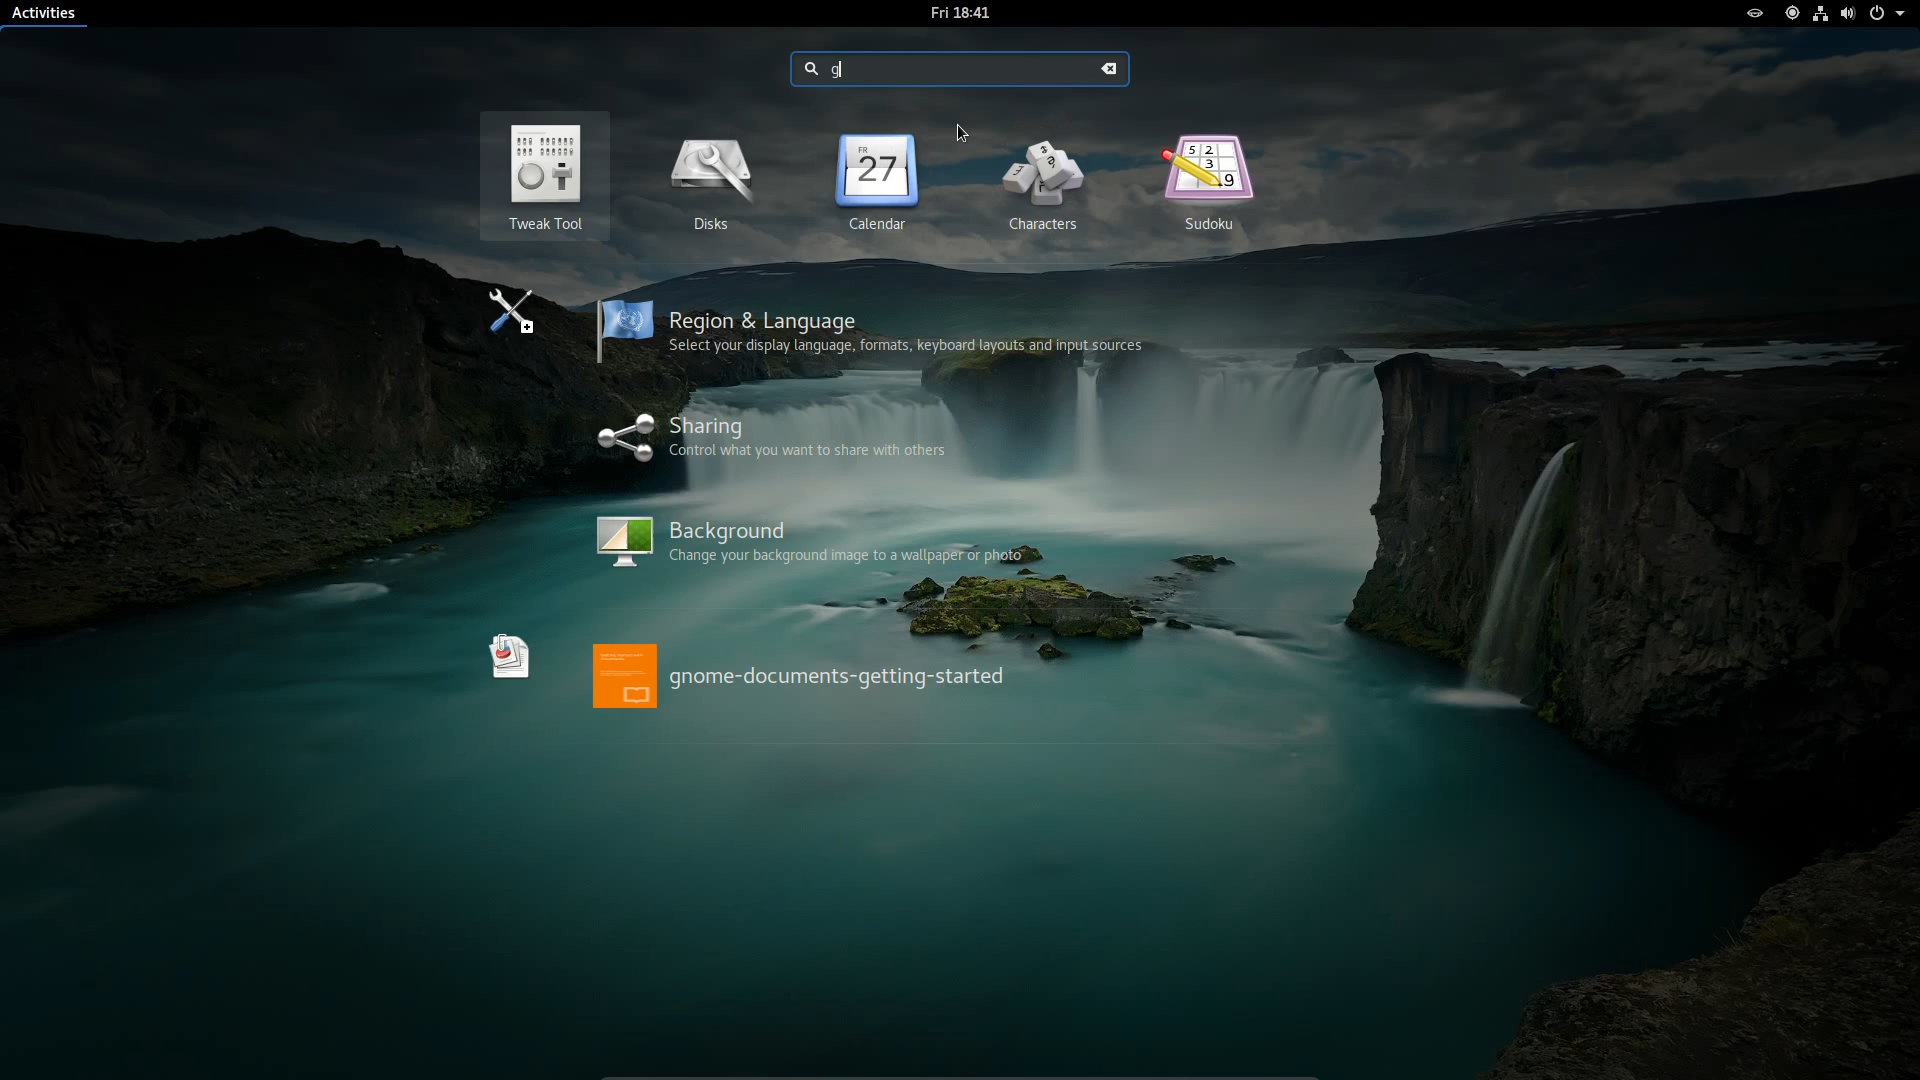 Activities
Fri 18:41
g
FR
27
5 2
3
9
Tweak Tool
Disks
Calendar
Characters
Sudoku
Region & Language
Select your display language, formats, keyboard layouts and input sources
Sharing
Control what you want to share with others
Background
Change your background image to a wallpaper or photo
gnome-documents-getting-started